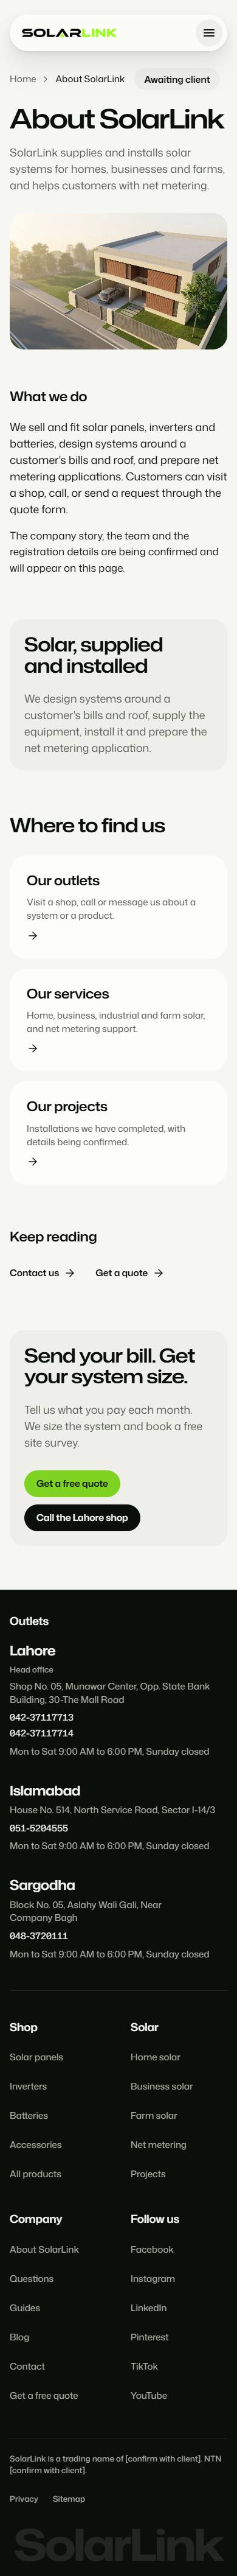 SOLARLINK
Home > About SolarLink Awaiting client
About SolarLink
SolarLink supplies and installs solar
systems for homes, businesses and farms,
and helps customers with net metering.
What we do
We sell and fit solar panels, inverters and
batteries, design systems around a
customer's bills and roof, and prepare net
metering applications. Customers can visit
a shop, call, or send a request through the
quote form.
The company story, the team and the
registration details are being confirmed and
will appear on this page.
Solar, supplied
and installed
We design systems around a
customer's bills and roof, supply the
equipment, install it and prepare the
net metering application.
Where to find us
Our outlets
Visit a shop, call or message us about a
system or a product.
→
Our services
Home, business, industrial and farm solar,
and net metering support.
→
Our projects
Installations we have completed, with
details being confirmed.
→
Keep reading
Contact us → Get a quote →
Send your bill. Get
your system size.
Tell us what you pay each month.
We size the system and book a free
site survey.
Get a free quote
Call the Lahore shop
Outlets
Lahore
Head office
Shop No. 05, Munawar Center, Opp. State Bank
Building, 30-The Mall Road
042-37117713
042-37117714
Mon to Sat 9:00 AM to 6:00 PM, Sunday closed
Islamabad
House No. 514, North Service Road, Sector I-14/3
051-5204555
Mon to Sat 9:00 AM to 6:00 PM, Sunday closed
Sargodha
Block No. 05, Aslahy Wali Gali, Near
Company Bagh
048-3720111
Mon to Sat 9:00 AM to 6:00 PM, Sunday closed
Shop
Solar panels
Inverters
Batteries
Accessories
All products
Solar
Home solar
Business solar
Farm solar
Net metering
Projects
Company
About SolarLink
Questions
Guides
Blog
Contact
Get a free quote
Follow us
Facebook
Instagram
LinkedIn
Pinterest
TikTok
YouTube
SolarLink is a trading name of [confirm with client]. NTN
[confirm with client].
Privacy Sitemap
SolarLink